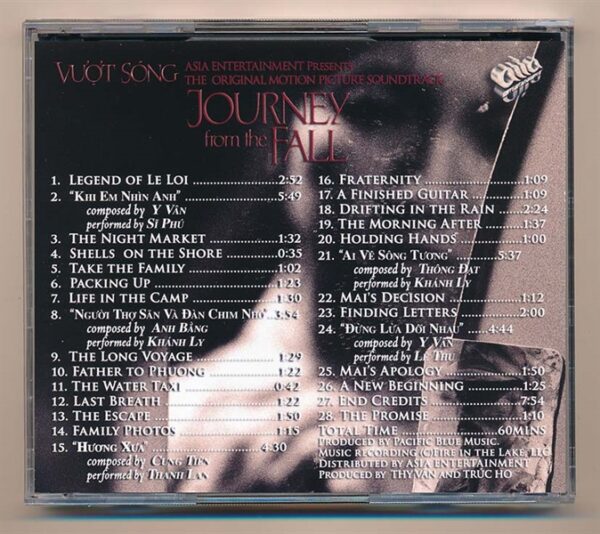 VƯỢT SÓNG
ASIA ENTERTAINMENT PRESENTS
THE ORIGINAL MOTION PICTURE SOUNDTRACK
JOURNEY
from the FALL
asia
1. LEGEND OF LE LOI ..................2:52
2. "KHI EM NHÌN ANH" ................5:49
composed by Y VÂN
performed by SĨ PHÚ
3. THE NIGHT MARKET ..................1:32
4. SHELLS ON THE SHORE ..............0:35
5. TAKE THE FAMILY ...................1:02
6. PACKING UP ........................1:23
7. LIFE IN THE CAMP ..................1:30
8. "NGƯỜI THỢ SĂN VÀ ĐÀN CHIM NHỎ"..3:54
composed by ANH BẰNG
performed by KHÁNH LY
9. THE LONG VOYAGE ..................1:29
10. FATHER TO PHUONG ................1:22
11. THE WATER TAXI ...................0:42
12. LAST BREATH ......................1:22
13. THE ESCAPE .......................1:50
14. FAMILY PHOTOS ....................1:15
15. "HƯƠNG XƯA" ...................4:30
composed by CUNG TIẾN
performed by THANH LAN
16. FRATERNITY .......................1:09
17. A FINISHED GUITAR ................1:09
18. DRIFTING IN THE RAIN .............2:24
19. THE MORNING AFTER ................1:37
20. HOLDING HANDS ....................1:00
21. "AI VỀ SÔNG TƯƠNG" ............5:37
composed by THÔNG ĐẠT
performed by KHÁNH LY
22. MAI'S DECISION ...................1:12
23. FINDING LETTERS ..................2:00
24. "ĐỪNG LỪA DỐI NHAU" ..........4:44
composed by Y VÂN
performed by LỆ THU
25. MAI'S APOLOGY ....................1:50
26. A NEW BEGINNING ..................1:25
27. END CREDITS ......................7:54
28. THE PROMISE ......................1:10
TOTAL TIME ....................60MINS
PRODUCED BY PACIFIC BLUE MUSIC.
MUSIC RECORDING (C)FIRE IN THE LAKE, LLC.
DISTRIBUTED BY ASIA ENTERTAINMENT
PRODUCED BY THY VÂN AND TRÚC HỒ